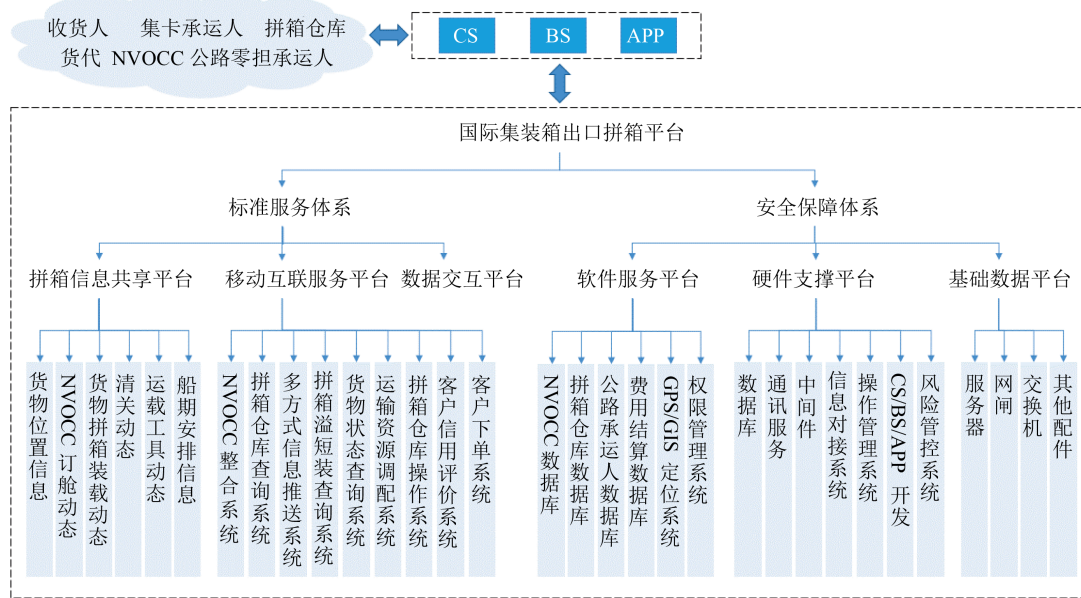 收货人 集卡承运人 拼箱仓库
货代 NVOCC 公路零担承运人
CS
BS
APP
国际集装箱出口拼箱平台
标准服务体系
安全保障体系
拼箱信息共享平台
移动互联服务平台
数据交互平台
软件服务平台
硬件支撑平台
基础数据平台
货物位置信息
NVOCC 订舱动态
货物拼箱装载动态
清关动态
运载工具动态
船期安排信息
NVOCC 整合系统
拼箱仓库查询系统
多方式信息推送系统
拼箱溢短装查询系统
货物状态查询系统
运输资源调配系统
拼箱仓库操作系统
客户信用评价系统
客户下单系统
NVOCC 数据库
拼箱仓库数据库
公路承运人数据库
费用结算数据库
GPS/GIS 定位系统
权限管理系统
数据库
通讯服务
中间件
信息对接系统
操作管理系统
CS/BS/APP 开发
风险管控系统
服务器
网闸
交换机
其他配件